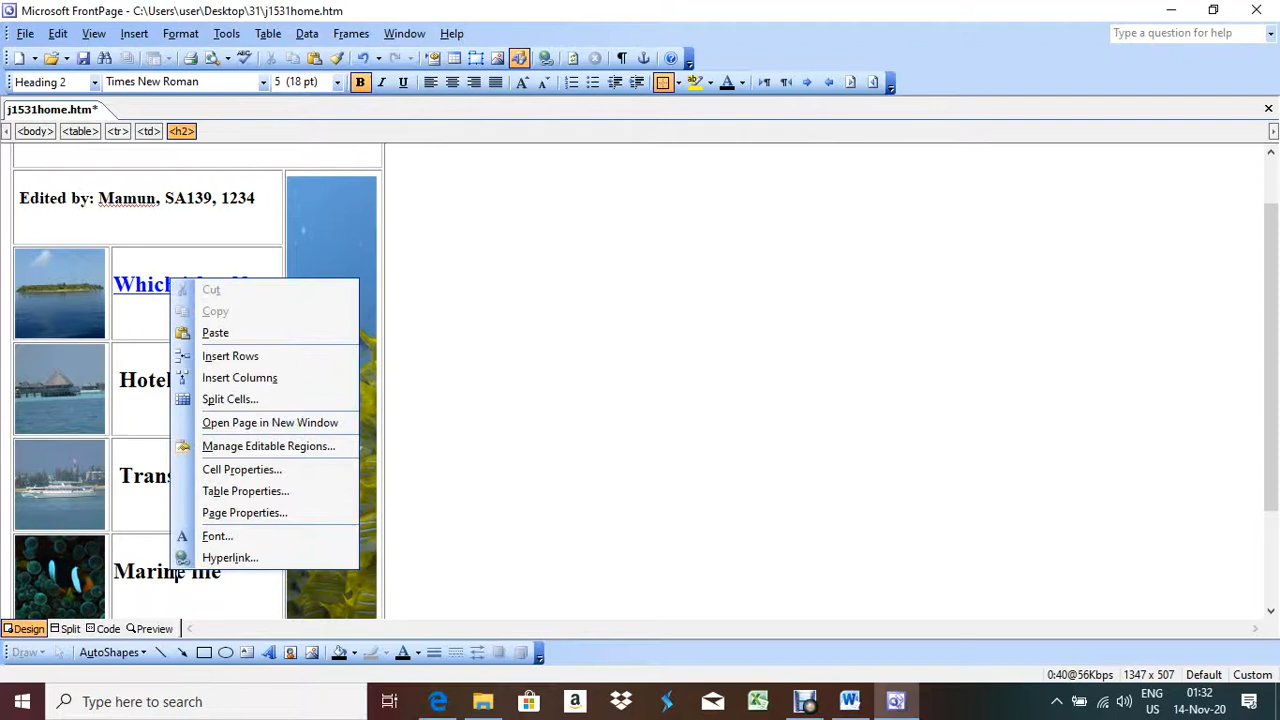 Microsoft FrontPage - C:\Users\user\Desktop\31\j1531home.htm
File Edit View Insert Format Tools Table Data Frames Window Help Type a question for help
Heading 2 Times New Roman 5 (18 pt) B I U
j1531home.htm*
<body> <table> <tr> <td> <h2>
Edited by: Mamun, SA139, 1234
Which
Cut
Copy
Paste
Insert Rows
Insert Columns
Hotel
Split Cells...
Open Page in New Window
Manage Editable Regions...
Cell Properties...
Trans
Table Properties...
Page Properties...
Font...
Hyperlink...
Marine life
Design Split Code Preview
Draw AutoShapes
0:40@56Kbps 1347 x 507 Default Custom
Type here to search
ENG 01:32
US 14-Nov-20